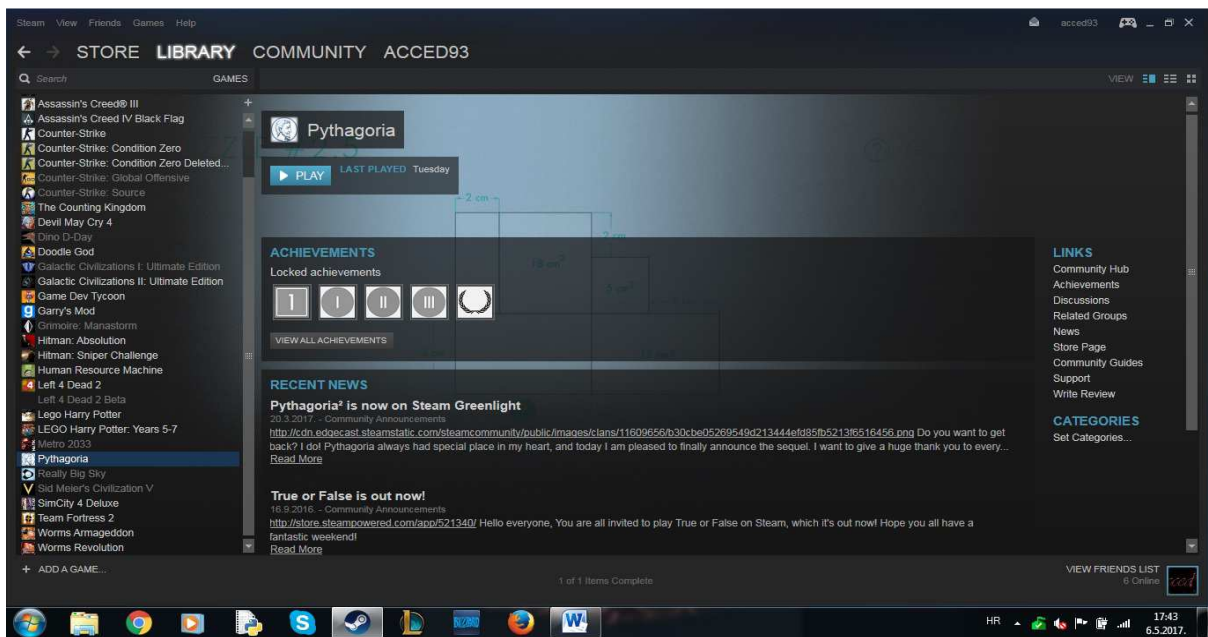 Steam View Friends Games Help
acced93
STORE LIBRARY COMMUNITY ACCED93
Search GAMES
VIEW
Assassin's Creed® III
Assassin's Creed IV Black Flag
Counter-Strike
Counter-Strike: Condition Zero
Counter-Strike: Condition Zero Deleted...
Counter-Strike: Global Offensive
Counter-Strike: Source
The Counting Kingdom
Devil May Cry 4
Dino D-Day
Doodle God
Galactic Civilizations I: Ultimate Edition
Galactic Civilizations II: Ultimate Edition
Game Dev Tycoon
Garry's Mod
Grimoire: Manastorm
Hitman: Absolution
Hitman: Sniper Challenge
Human Resource Machine
Left 4 Dead 2
Left 4 Dead 2 Beta
Lego Harry Potter
LEGO Harry Potter: Years 5-7
Metro 2033
Pythagoria
Really Big Sky
Sid Meier's Civilization V
SimCity 4 Deluxe
Team Fortress 2
Worms Armageddon
Worms Revolution
+ ADD A GAME...
#2.5
Pythagoria
PLAY
LAST PLAYED Tuesday
2 cm
2 cm
ACHIEVEMENTS
Locked achievements
1 I II III
VIEW ALL ACHIEVEMENTS
RECENT NEWS
Pythagoria² is now on Steam Greenlight
20.3.2017. - Community Announcements
http://cdn.edgecast.steamstatic.com/steamcommunity/public/images/clans/11609656/b30cbe05269549d213444efd85fb5213f6516456.png Do you want to get
back? I do! Pythagoria always had special place in my heart, and today I am pleased to finally announce the sequel. I want to give a huge thank you to every...
Read More
True or False is out now!
16.9.2016. - Community Announcements
http://store.steampowered.com/app/521340/ Hello everyone, You are all invited to play True or False on Steam, which it's out now! Hope you all have a
fantastic weekend!
Read More
LINKS
Community Hub
Achievements
Discussions
Related Groups
News
Store Page
Community Guides
Support
Write Review
CATEGORIES
Set Categories...
1 of 1 Items Complete
VIEW FRIENDS LIST
6 Online
HR
17:43
6.5.2017.